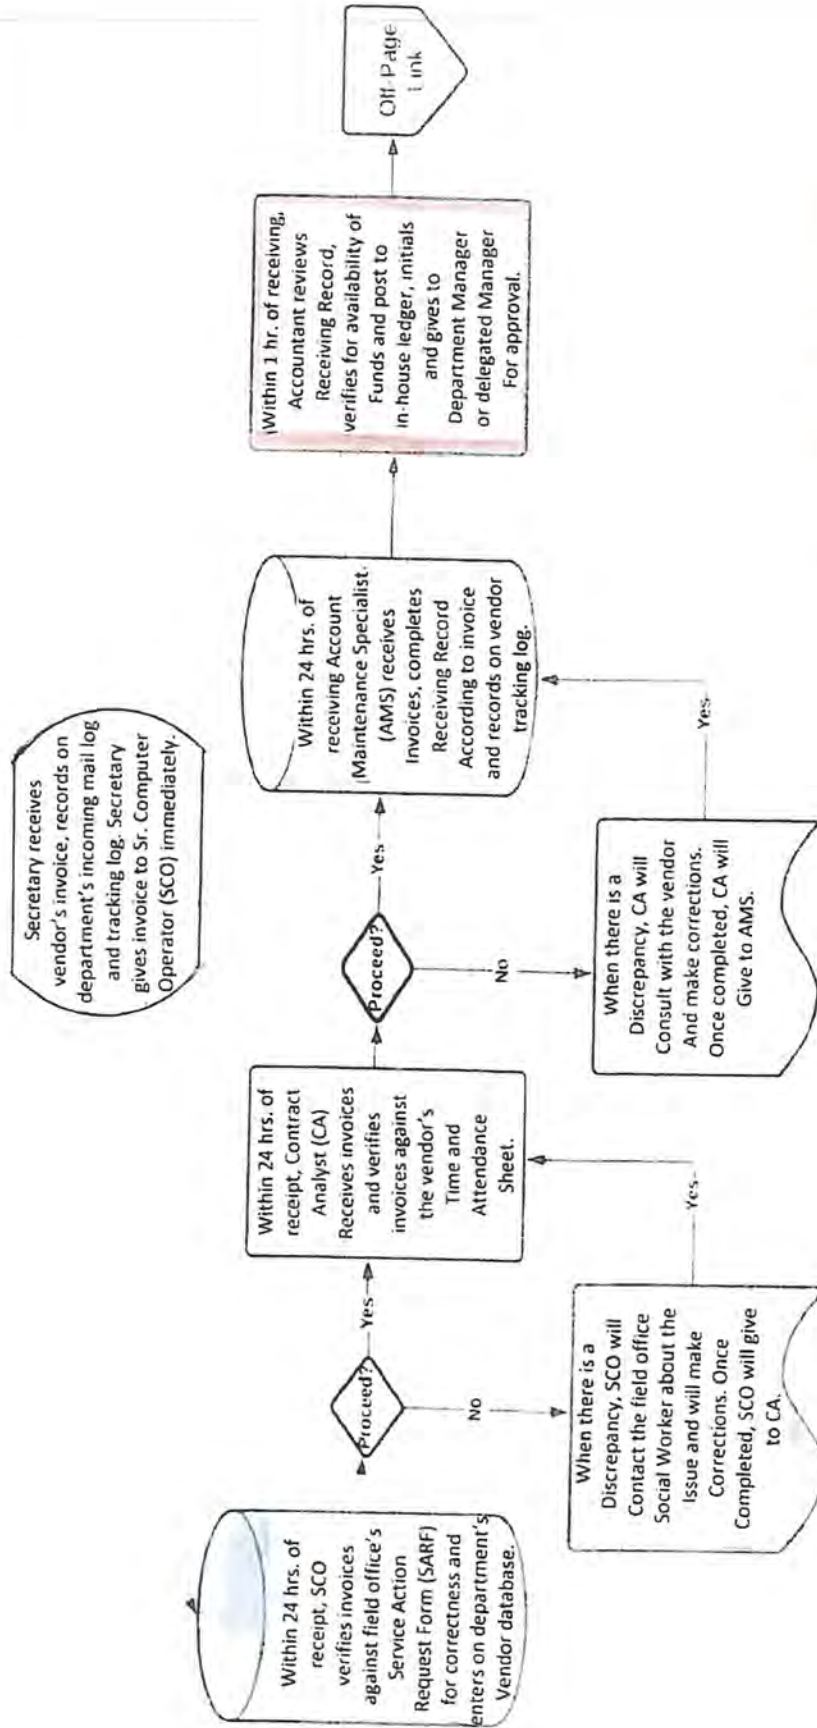 Secretary receives
vendor's invoice, records on
department's incoming mail log
and tracking log. Secretary
gives invoice to Sr. Computer
Operator (SCO) immediately.
Within 24 hrs. of
receipt, SCO
verifies invoices
against field office's
Service Action
Request Form (SARF)
for correctness and
enters on department's
Vendor database.
Proceed?
Yes
No
When there is a
Discrepancy, SCO will
Contact the field office
Social Worker about the
Issue and will make
Corrections. Once
Completed, SCO will give
to CA.
Yes
Within 24 hrs. of
receipt, Contract
Analyst (CA)
Receives invoices
and verifies
invoices against
the vendor's
Time and
Attendance
Sheet.
Proceed?
Yes
No
When there is a
Discrepancy, CA will
Consult with the vendor
And make corrections.
Once completed, CA will
Give to AMS.
Yes
Within 24 hrs. of
receiving Account
Maintenance Specialist.
(AMS) receives
Invoices, completes
Receiving Record
According to invoice
and records on vendor
tracking log.
Within 1 hr. of receiving,
Accountant reviews
Receiving Record,
verifies for availability of
Funds and post to
in-house ledger, initials
and gives to
Department Manager
or delegated Manager
For approval.
Off-Page
Link